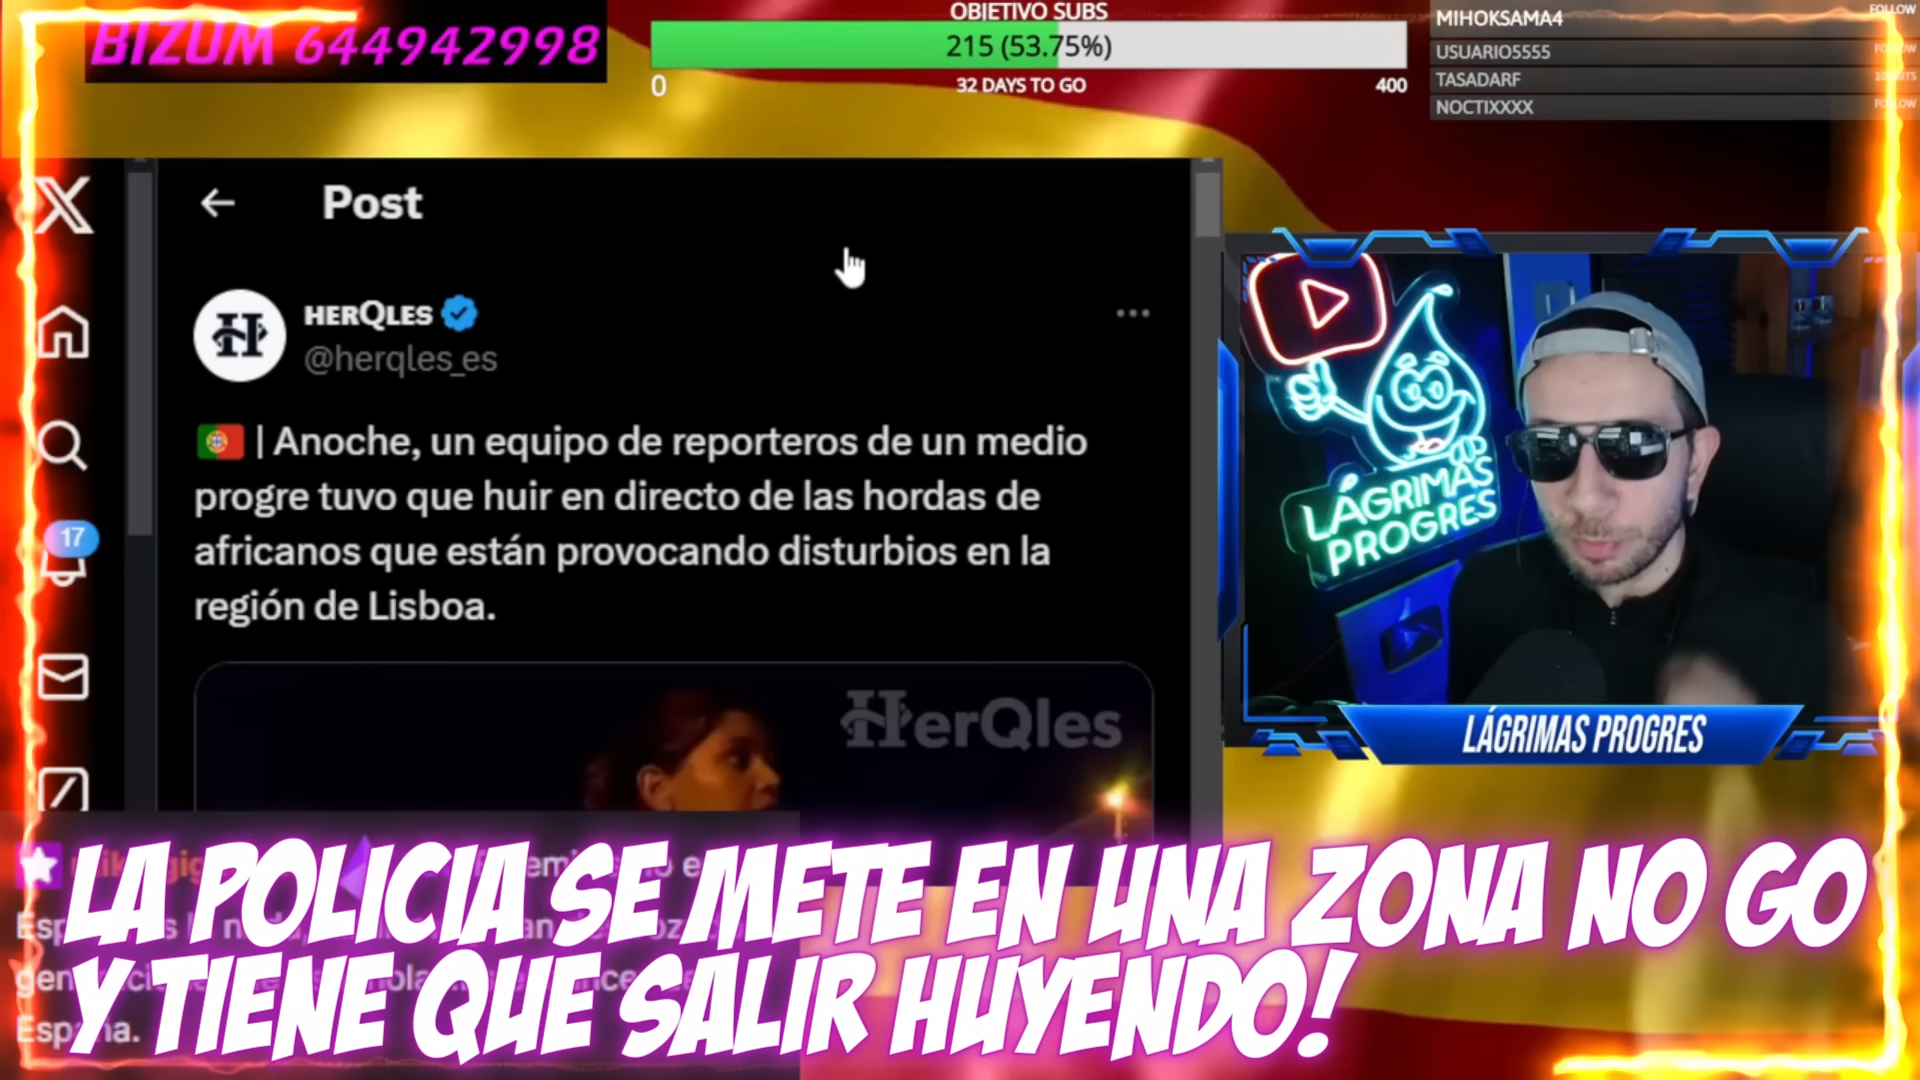 BIZUM 644942998
OBJETIVO SUBS
215 (53.75%)
0
32 DAYS TO GO
400
FOLLOW
MIHOKSAMA4
USUARIO5555
TASADARF
NOCTIXXXX
FOLLOW
Post
HERQLES
@herqles_es
| Anoche, un equipo de reporteros de un medio
progre tuvo que huir en directo de las hordas de
africanos que están provocando disturbios en la
región de Lisboa.
17
HerQles
LÁGRIMAS
PROGRES
LÁGRIMAS PROGRES
LA POLICIA SE METE EN UNA ZONA NO GO
Y TIENE QUE SALIR HUYENDO!